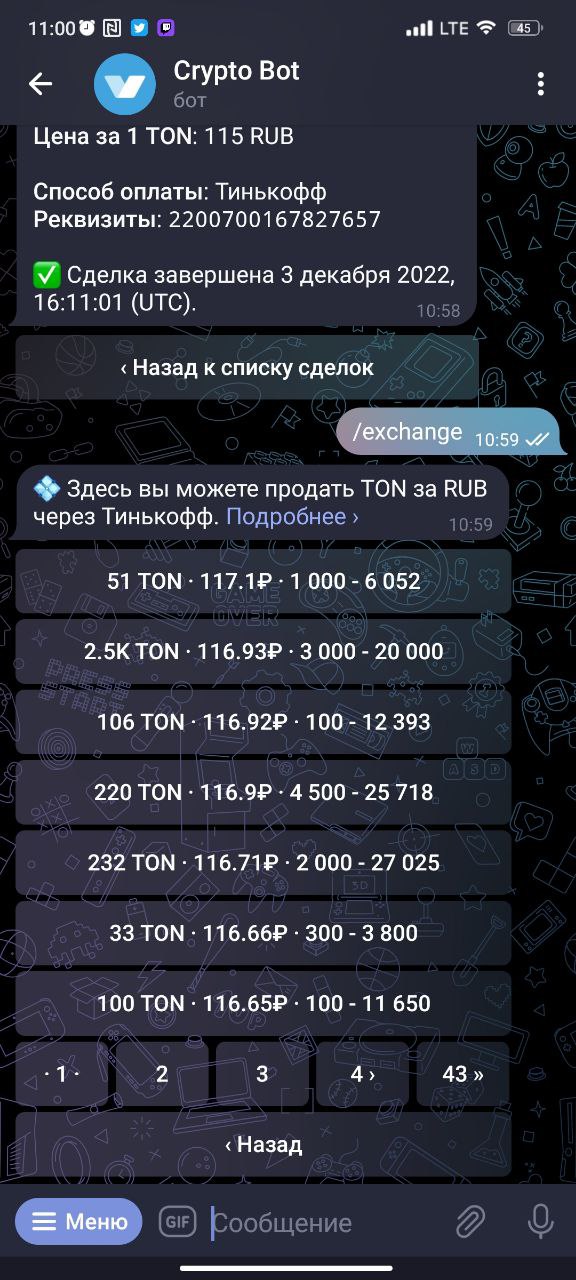 11:00
LTE
45
Crypto Bot
бот
Цена за 1 TON: 115 RUB
Способ оплаты: Тинькофф
Реквизиты: 2200700167827657
✅ Сделка завершена 3 декабря 2022,
16:11:01 (UTC).
10:58
‹ Назад к списку сделок
/exchange 10:59
💠 Здесь вы можете продать TON за RUB
через Тинькофф. Подробнее ›
10:59
51 TON · 117.1₽ · 1 000 - 6 052
2.5K TON · 116.93₽ · 3 000 - 20 000
106 TON · 116.92₽ · 100 - 12 393
220 TON · 116.9₽ · 4 500 - 25 718
232 TON · 116.71₽ · 2 000 - 27 025
33 TON · 116.66₽ · 300 - 3 800
100 TON · 116.65₽ · 100 - 11 650
· 1 · 2 3 4 › 43 »
‹ Назад
Меню GIF Сообщение